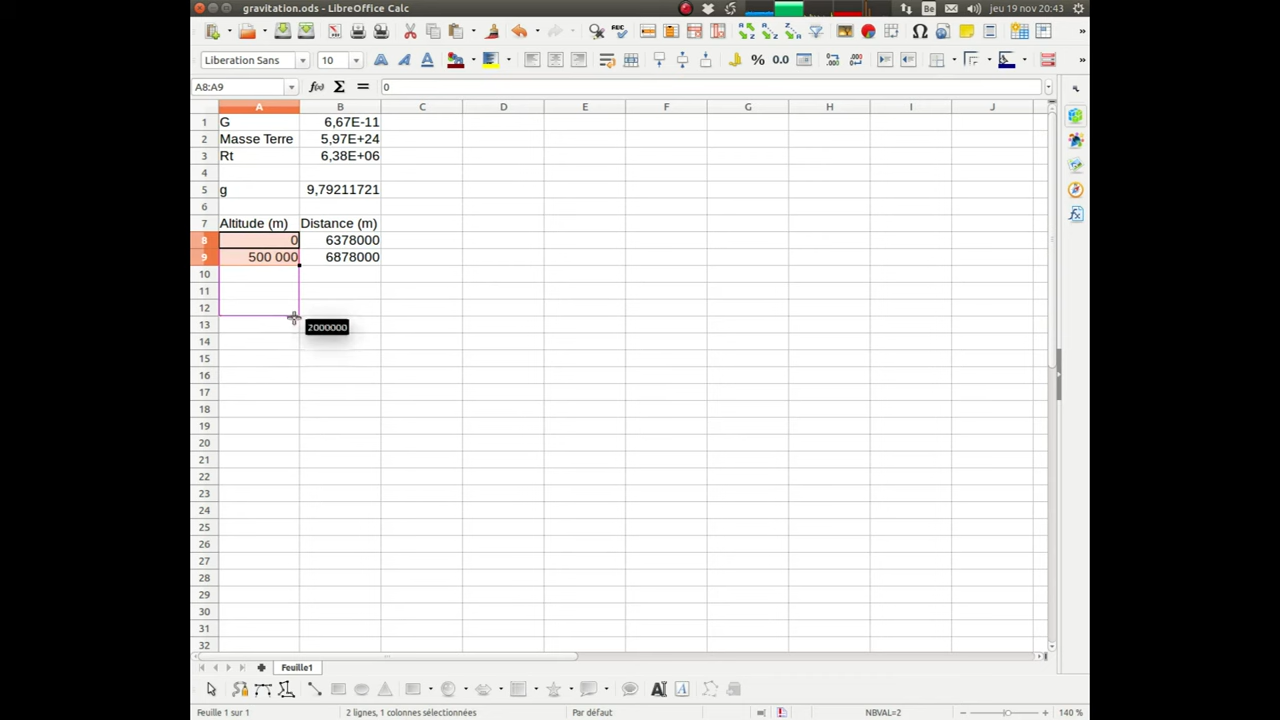 gravitation.ods - LibreOffice Calc
Be
jeu 19 nov 20:43
Liberation Sans
10
%
0.0
A8:A9
0
A B C D E F G H I J
1 G 6,67E-11
2 Masse Terre 5,97E+24
3 Rt 6,38E+06
4
5 g 9,79211721
6
7 Altitude (m) Distance (m)
8 0 6378000
9 500 000 6878000
10
11
12
13
2000000
14
15
16
17
18
19
20
21
22
23
24
25
26
27
28
29
30
31
32
Feuille1
Feuille 1 sur 1
2 lignes, 1 colonnes sélectionnées
Par défaut
NBVAL=2
140 %